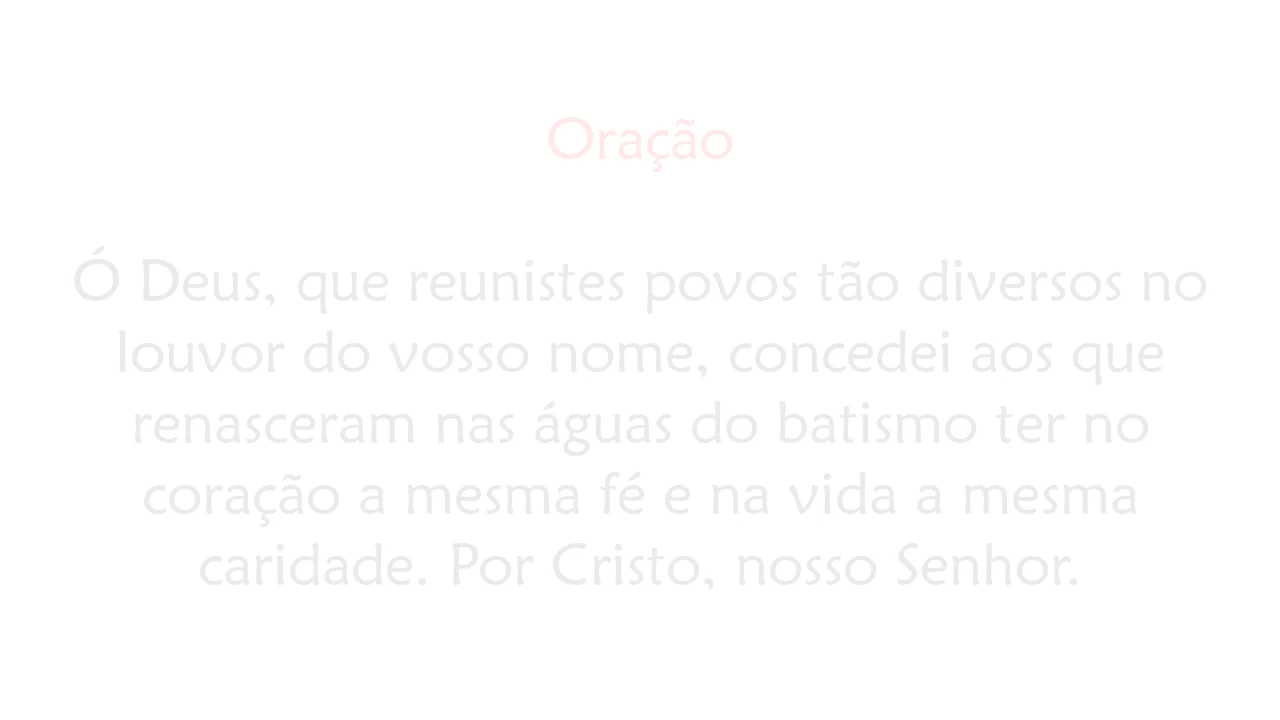 Oração
Ó Deus, que reunistes povos tão diversos no
louvor do vosso nome, concedei aos que
renasceram nas águas do batismo ter no
coração a mesma fé e na vida a mesma
caridade. Por Cristo, nosso Senhor.